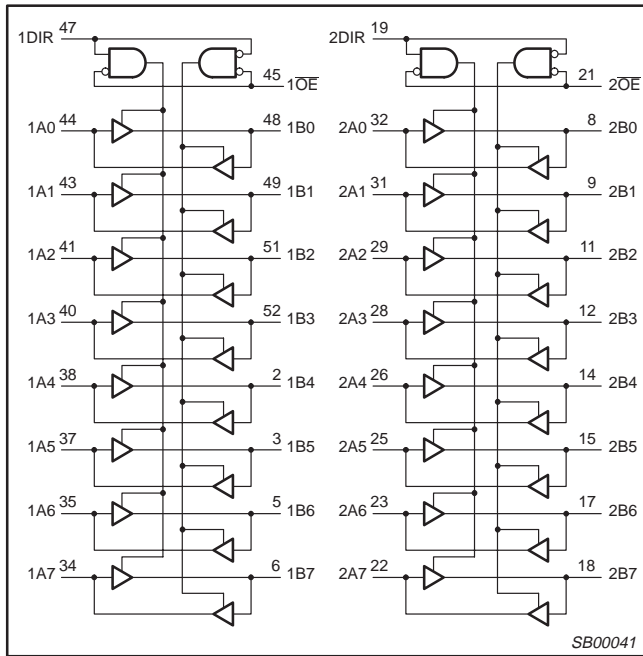 1DIR 47 2DIR 19
45 1O̅E̅ 21 2O̅E̅
1A0 44 48 1B0 2A0 32 8 2B0
1A1 43 49 1B1 2A1 31 9 2B1
1A2 41 51 1B2 2A2 29 11 2B2
1A3 40 52 1B3 2A3 28 12 2B3
1A4 38 2 1B4 2A4 26 14 2B4
1A5 37 3 1B5 2A5 25 15 2B5
1A6 35 5 1B6 2A6 23 17 2B6
1A7 34 6 1B7 2A7 22 18 2B7
SB00041